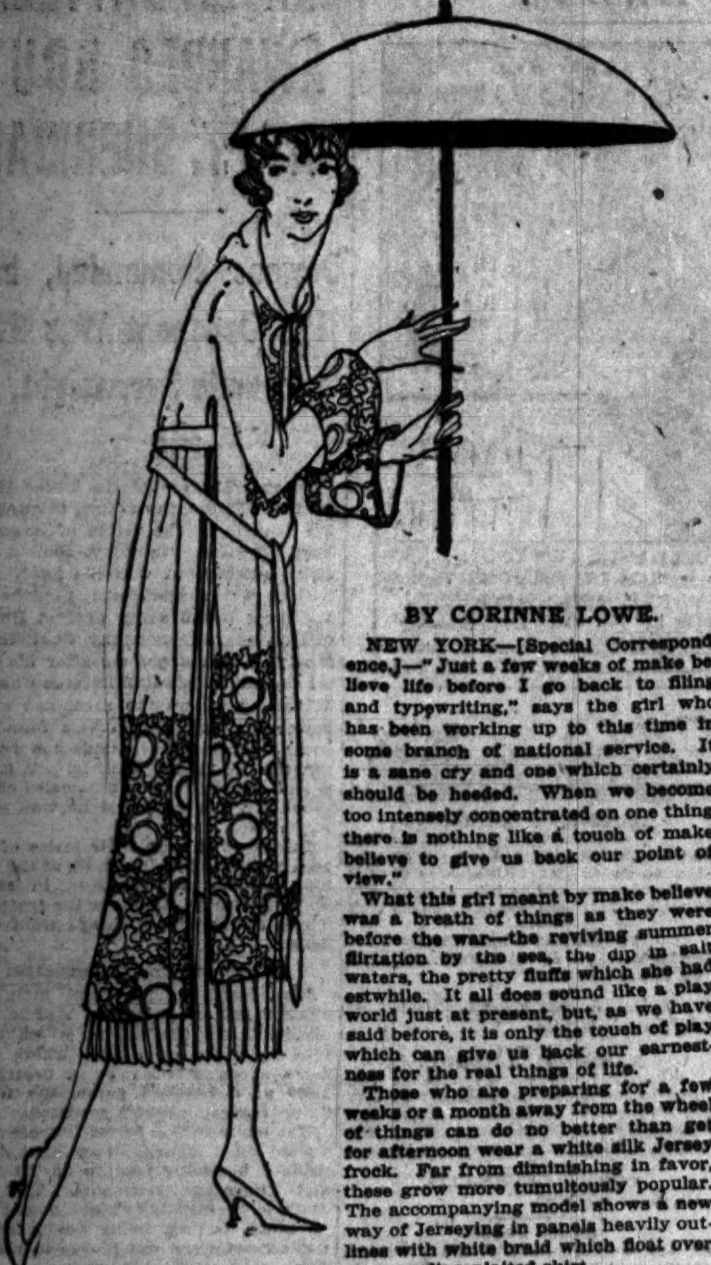 BY CORINNE LOWE.
NEW YORK—[Special Correspond
ence.]—"Just a few weeks of make be
lieve life before I go back to filing
and typewriting," says the girl who
has been working up to this time in
some branch of national service. It
is a sane cry and one which certainly
should be heeded. When we become
too intensely concentrated on one thing
there is nothing like a touch of make
believe to give us back our point of
view."
What this girl meant by make believe
was a breath of things as they were
before the war—the reviving summer
flirtation by the sea, the dip in salt
waters, the pretty fluffs which she had
estwhile. It all does sound like a play
world just at present, but, as we have
said before, it is only the touch of play
which can give us back our earnest-
ness for the real things of life.
Those who are preparing for a few
weeks or a month away from the wheel
of things can do no better than get
for afternoon wear a white silk Jersey
frock. Far from diminishing in favor,
these grow more tumultously popular.
The accompanying model shows a new
way of Jerseying in panels heavily out-
lines with white braid which float over
skirt